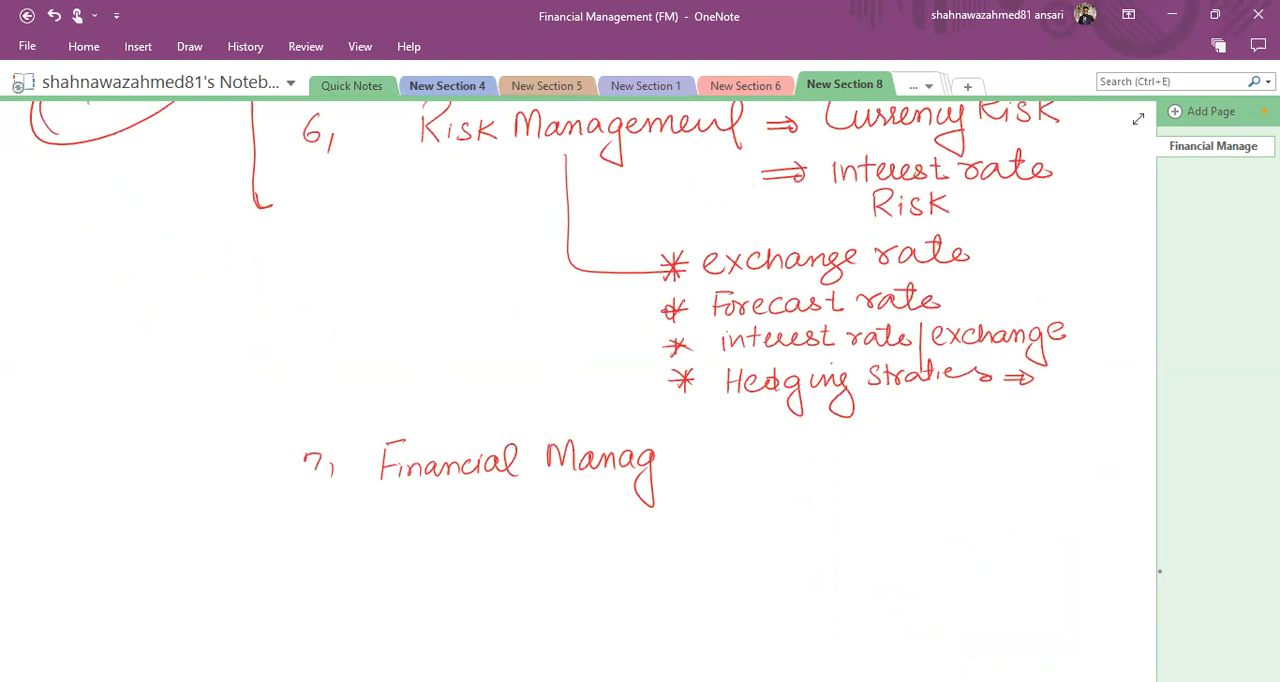 Financial Management (FM) - OneNote
shahnawazahmed81 ansari
File Home Insert Draw History Review View Help
shahnawazahmed81's Noteb... Quick Notes New Section 4 New Section 5 New Section 1 New Section 6 New Section 8 ... + Search (Ctrl+E)
Add Page
Financial Manage
6, Risk Management ⇒ Currency Risk
⇒ interest rate
Risk
* exchange rate
* Forecast rate
* interest rate/exchange
* Hedging Straties ⇒
7, Financial Manag